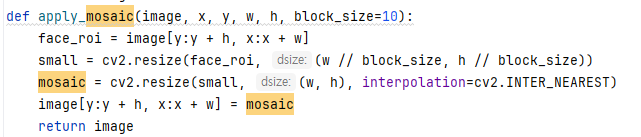 def apply_mosaic(image, x, y, w, h, block_size=10):
    face_roi = image[y:y + h, x:x + w]
    small = cv2.resize(face_roi, dsize: (w // block_size, h // block_size))
    mosaic = cv2.resize(small, dsize: (w, h), interpolation=cv2.INTER_NEAREST)
    image[y:y + h, x:x + w] = mosaic
    return image